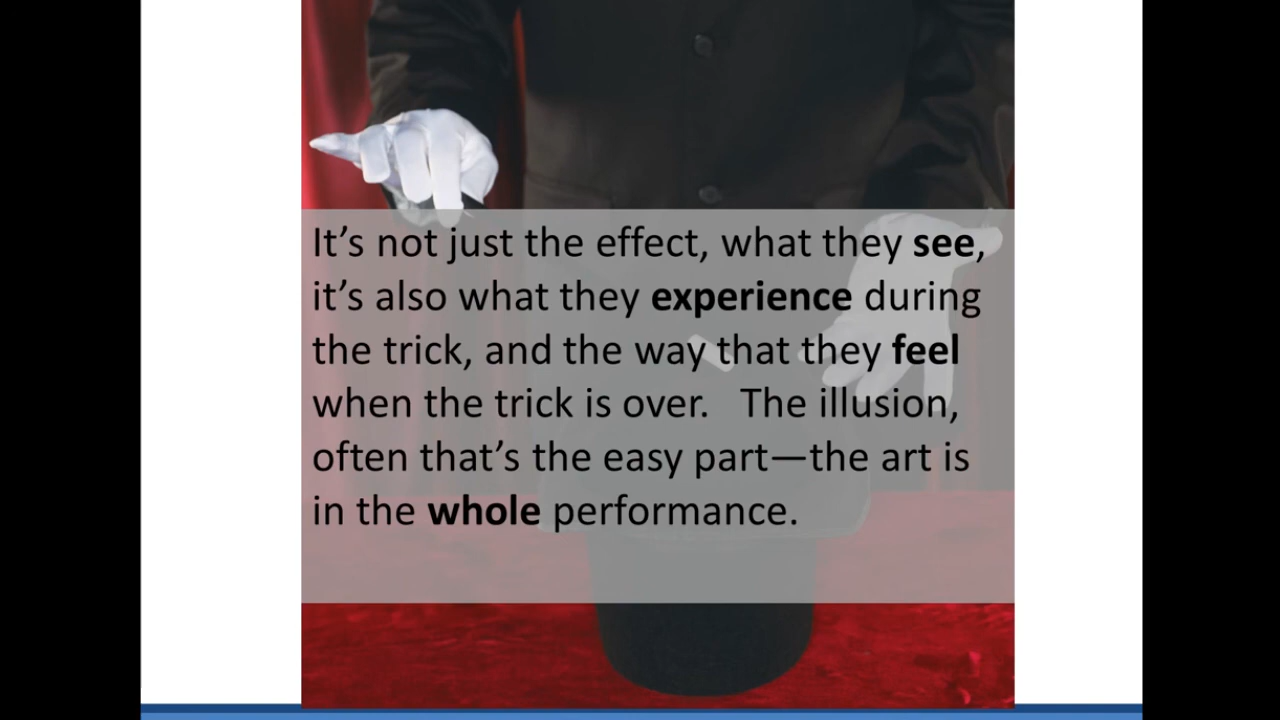 It’s not just the effect, what they see,
it’s also what they experience during
the trick, and the way that they feel
when the trick is over.   The illusion,
often that’s the easy part—the art is
in the whole performance.